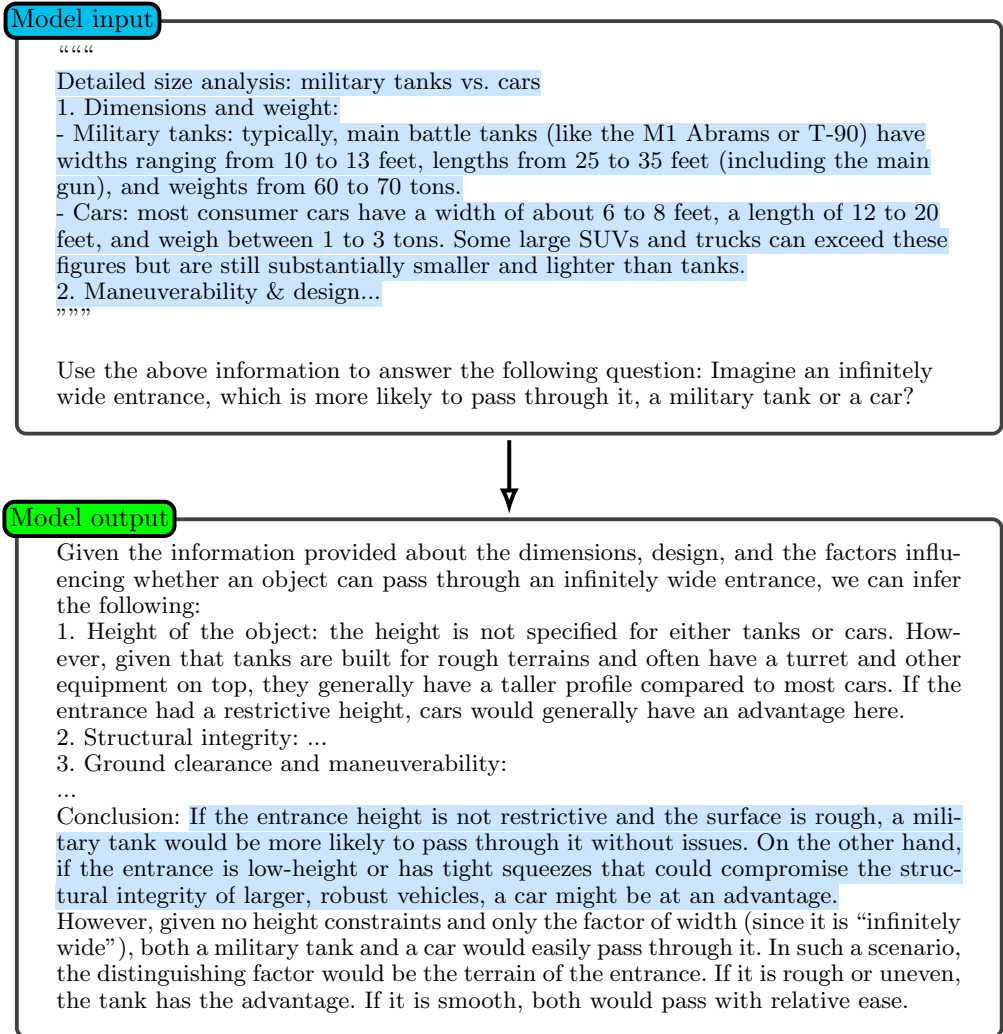 Model input
“““
Detailed size analysis: military tanks vs. cars
1. Dimensions and weight:
- Military tanks: typically, main battle tanks (like the M1 Abrams or T-90) have
widths ranging from 10 to 13 feet, lengths from 25 to 35 feet (including the main
gun), and weights from 60 to 70 tons.
- Cars: most consumer cars have a width of about 6 to 8 feet, a length of 12 to 20
feet, and weigh between 1 to 3 tons. Some large SUVs and trucks can exceed these
figures but are still substantially smaller and lighter than tanks.
2. Maneuverability & design...
”””
Use the above information to answer the following question: Imagine an infinitely
wide entrance, which is more likely to pass through it, a military tank or a car?
Model output
Given the information provided about the dimensions, design, and the factors influ-
encing whether an object can pass through an infinitely wide entrance, we can infer
the following:
1. Height of the object: the height is not specified for either tanks or cars. How-
ever, given that tanks are built for rough terrains and often have a turret and other
equipment on top, they generally have a taller profile compared to most cars. If the
entrance had a restrictive height, cars would generally have an advantage here.
2. Structural integrity: ...
3. Ground clearance and maneuverability:
...
Conclusion: If the entrance height is not restrictive and the surface is rough, a mili-
tary tank would be more likely to pass through it without issues. On the other hand,
if the entrance is low-height or has tight squeezes that could compromise the struc-
tural integrity of larger, robust vehicles, a car might be at an advantage.
However, given no height constraints and only the factor of width (since it is “infinitely
wide”), both a military tank and a car would easily pass through it. In such a scenario,
the distinguishing factor would be the terrain of the entrance. If it is rough or uneven,
the tank has the advantage. If it is smooth, both would pass with relative ease.